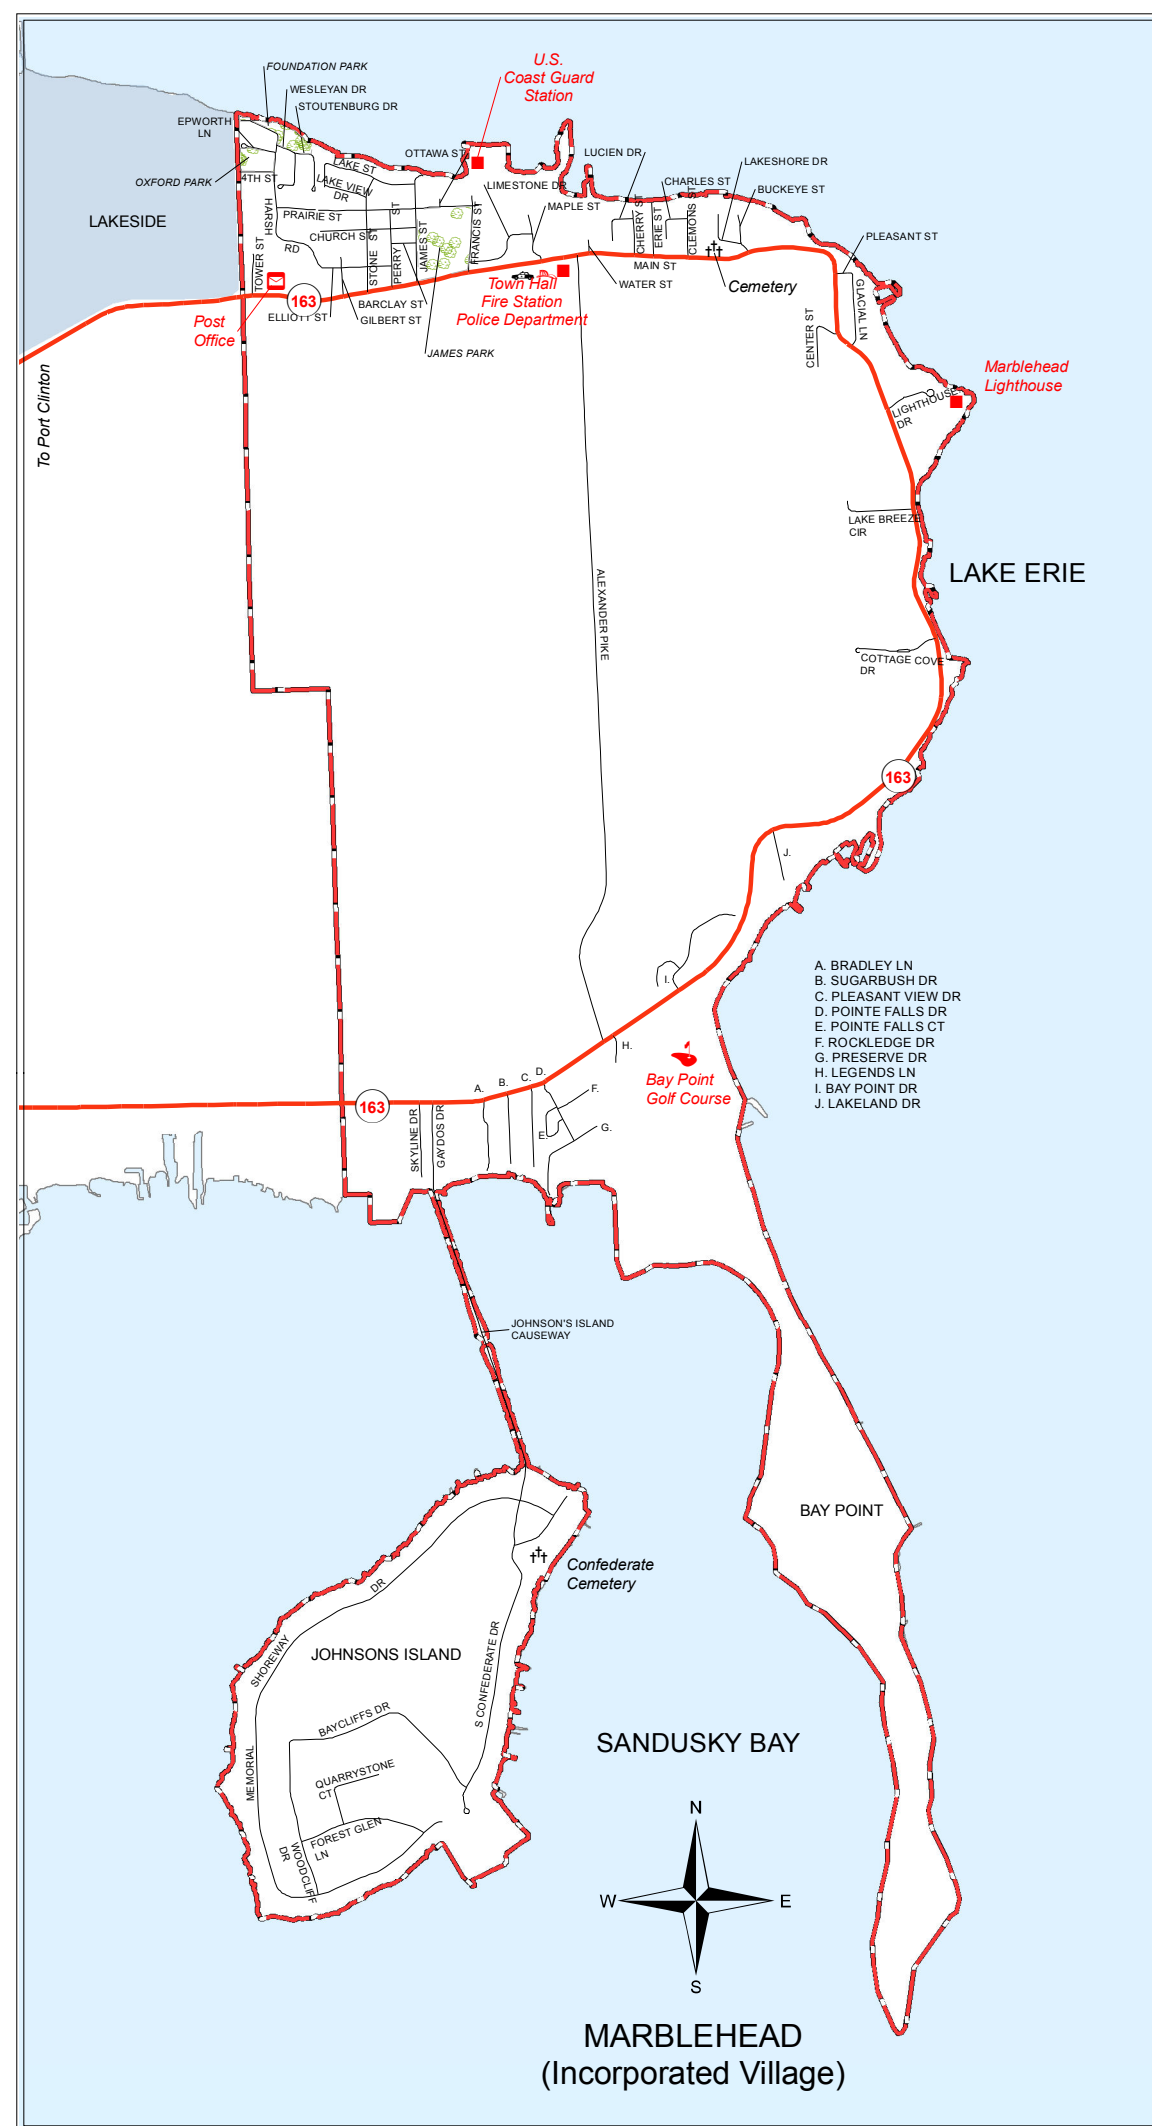 FOUNDATION PARK
WESLEYAN DR
STOUTENBURG DR
EPWORTH
LN
U.S.
Coast Guard
Station
OTTAWA ST
LUCIEN DR
LAKESHORE DR
CHARLES ST
BUCKEYE ST
LAKE ST
LAKE VIEW
DR
LIMESTONE DR
OXFORD PARK
4TH ST
MAPLE ST
PLEASANT ST
LAKESIDE
HARSH
RD
PRAIRIE ST
CHURCH ST
TOWER ST
STONE ST
PERRY
ST
JAMES ST
FRANCIS ST
CHERRY ST
ERIE ST
CLEMONS ST
MAIN ST
WATER ST
Cemetery
163
Post
Office
ELLIOTT ST
BARCLAY ST
GILBERT ST
JAMES PARK
Town Hall
Fire Station
Police Department
GLACIAL LN
CENTER ST
Marblehead
Lighthouse
LIGHTHOUSE
DR
To Port Clinton
LAKE BREEZE
CIR
LAKE ERIE
ALEXANDER PIKE
COTTAGE COVE
DR
163
J.
I.
H.
A. BRADLEY LN
B. SUGARBUSH DR
C. PLEASANT VIEW DR
D. POINTE FALLS DR
E. POINTE FALLS CT
F. ROCKLEDGE DR
G. PRESERVE DR
H. LEGENDS LN
I. BAY POINT DR
J. LAKELAND DR
Bay Point
Golf Course
163
A.
B.
C.
D.
E.
F.
G.
SKYLINE DR
GAYDOS DR
JOHNSON'S ISLAND
CAUSEWAY
BAY POINT
Confederate
Cemetery
JOHNSONS ISLAND
SHOREWAY
DR
MEMORIAL
S CONFEDERATE DR
BAYCLIFFS DR
QUARRYSTONE
CT
FOREST GLEN
LN
WOODCLIFF
DR
SANDUSKY BAY
N
W
E
S
MARBLEHEAD
(Incorporated Village)